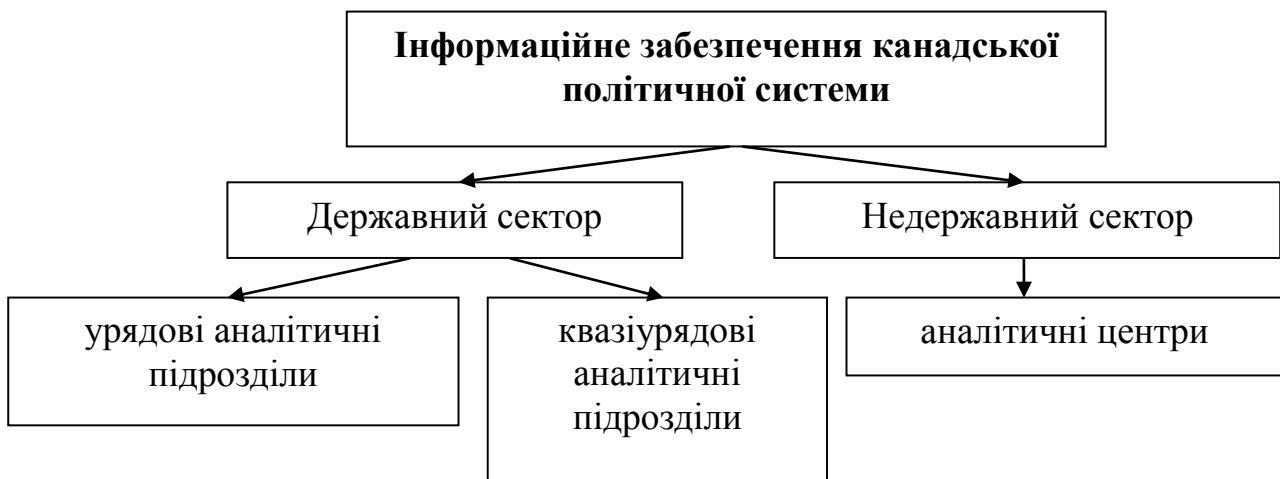 Інформаційне забезпечення канадської
політичної системи
Державний сектор
Недержавний сектор
урядові аналітичні
підрозділи
квазіурядові
аналітичні
підрозділи
аналітичні центри